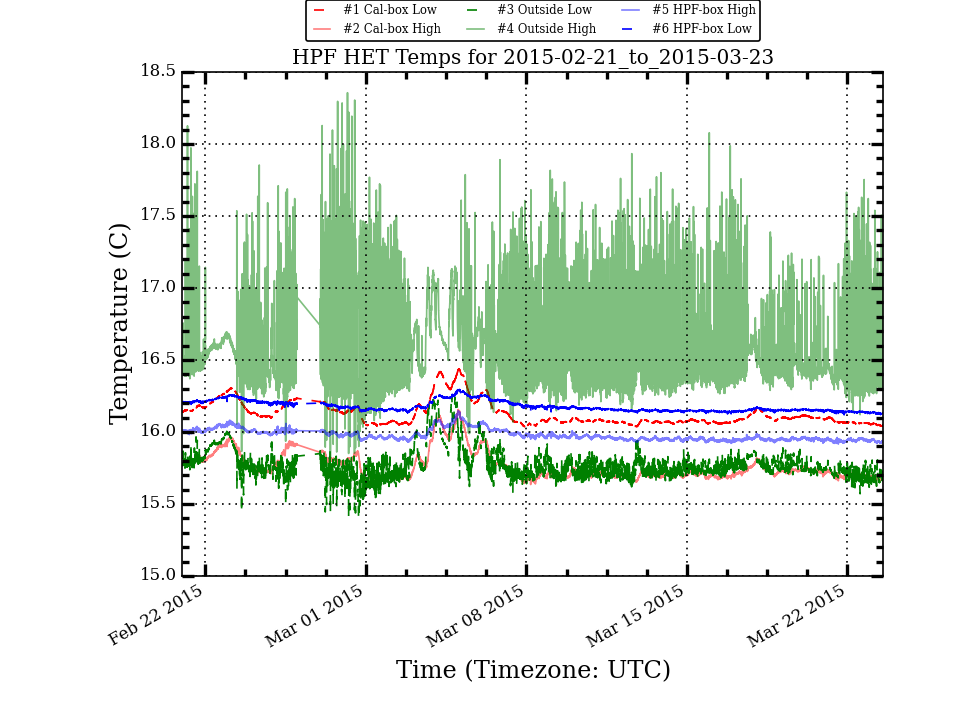 #1 Cal-box Low #3 Outside Low #5 HPF-box High
#2 Cal-box High #4 Outside High #6 HPF-box Low
HPF HET Temps for 2015-02-21_to_2015-03-23
18.5
18.0
17.5
17.0
16.5
16.0
15.5
15.0
Temperature (C)
Feb 22 2015 Mar 01 2015 Mar 08 2015 Mar 15 2015 Mar 22 2015
Time (Timezone: UTC)